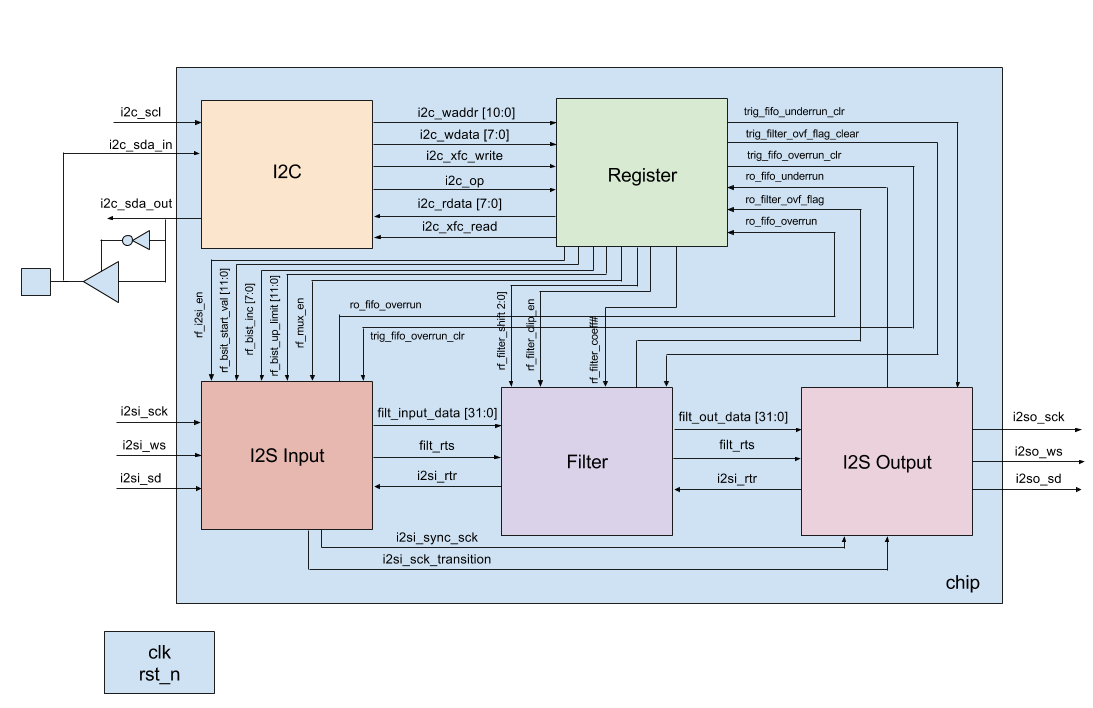 i2c_scl
i2c_sda_in
i2c_sda_out
I2C
i2c_waddr [10:0]
i2c_wdata [7:0]
i2c_xfc_write
i2c_op
i2c_rdata [7:0]
i2c_xfc_read
Register
trig_fifo_underrun_clr
trig_filter_ovf_flag_clear
trig_fifo_overrun_clr
ro_fifo_underrun
ro_filter_ovf_flag
ro_fifo_overrun
rf_i2si_en
rf_bsit_start_val [11:0]
rf_bist_inc [7:0]
rf_bist_up_limit [11:0]
rf_mux_en
ro_fifo_overrun
trig_fifo_overrun_clr
rf_filter_shift 2:0]
rf_filter_clip_en
rf_filter_coeff#
i2si_sck
i2si_ws
i2si_sd
I2S Input
filt_input_data [31:0]
filt_rts
i2si_rtr
Filter
filt_out_data [31:0]
filt_rts
i2si_rtr
I2S Output
i2so_sck
i2so_ws
i2so_sd
i2si_sync_sck
i2si_sck_transition
chip
clk
rst_n